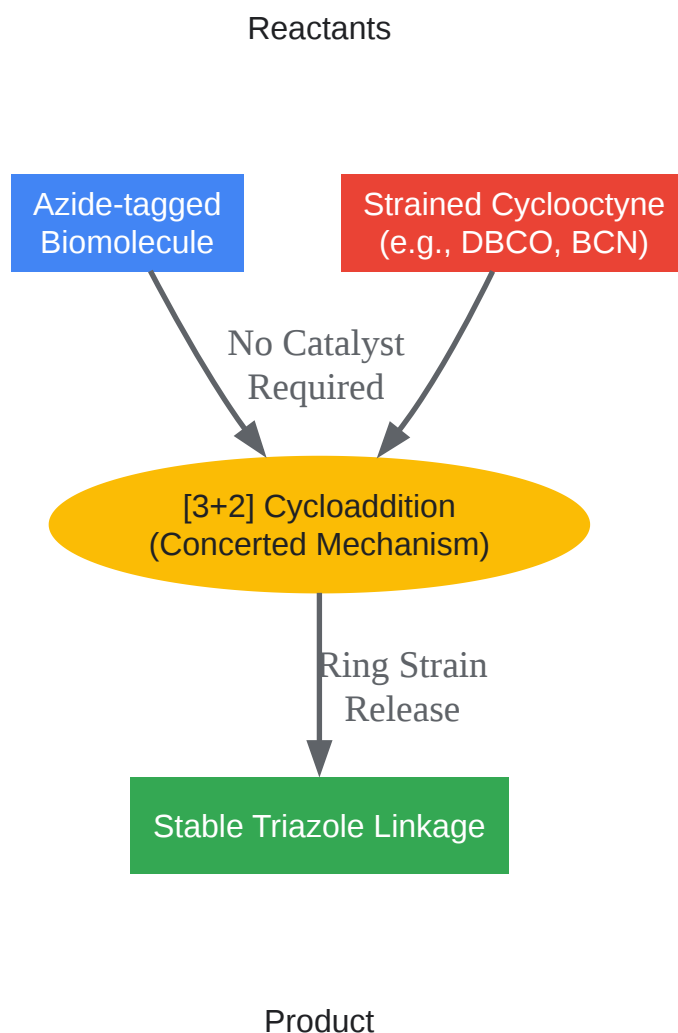 Reactants
Azide-tagged
Biomolecule
Strained Cyclooctyne
(e.g., DBCO, BCN)
No Catalyst
Required
[3+2] Cycloaddition
(Concerted Mechanism)
Ring Strain
Release
Stable Triazole Linkage
Product